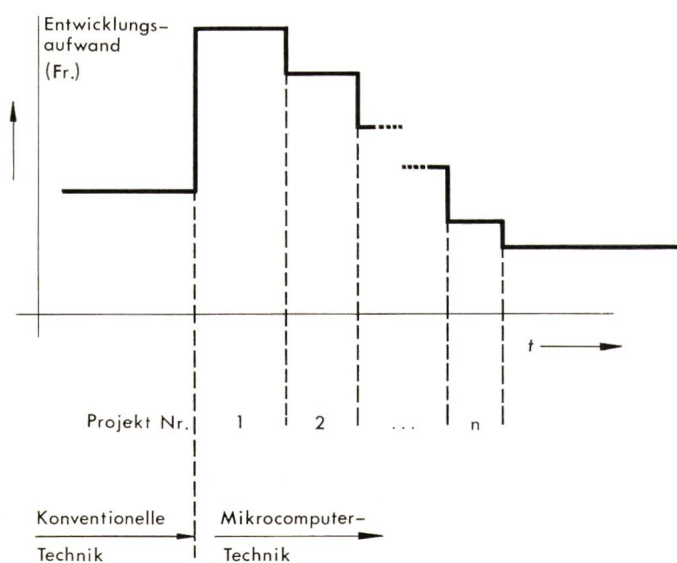 Entwicklungs-
aufwand
(Fr.)
t
Projekt Nr. 1 2 ... n
Konventionelle
Technik
Mikrocomputer-
Technik